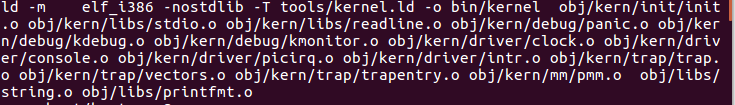 ld -m    elf_i386 -nostdlib -T tools/kernel.ld -o bin/kernel  obj/kern/init/init
.o obj/kern/libs/stdio.o obj/kern/libs/readline.o obj/kern/debug/panic.o obj/ker
n/debug/kdebug.o obj/kern/debug/kmonitor.o obj/kern/driver/clock.o obj/kern/driv
er/console.o obj/kern/driver/picirq.o obj/kern/driver/intr.o obj/kern/trap/trap.
o obj/kern/trap/vectors.o obj/kern/trap/trapentry.o obj/kern/mm/pmm.o  obj/libs/
string.o obj/libs/printfmt.o